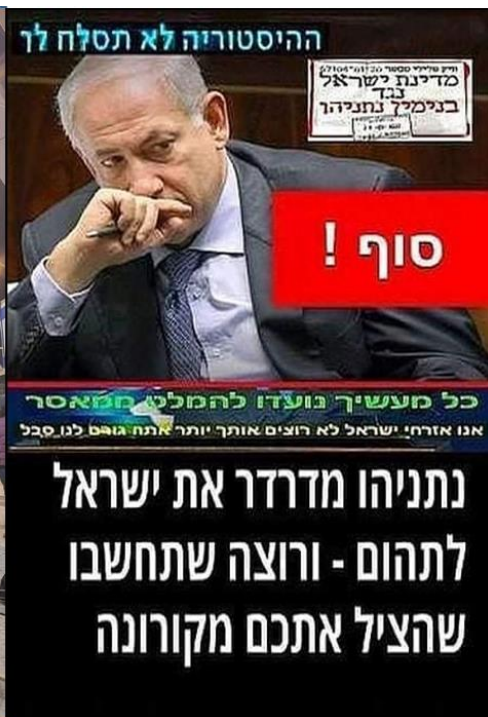 ההיסטוריה לא תסלח לך
מדינת ישראל
נגד
בנימין נתניהו
סוף !
כל מעשיך נועדו להמלט ממאסר
אנו אזרחי ישראל לא רוצים אותך יותר אתה גורם לנו סבל
נתניהו מדרדר את ישראל
לתהום - ורוצה שתחשבו
שהציל אתכם מקורונה